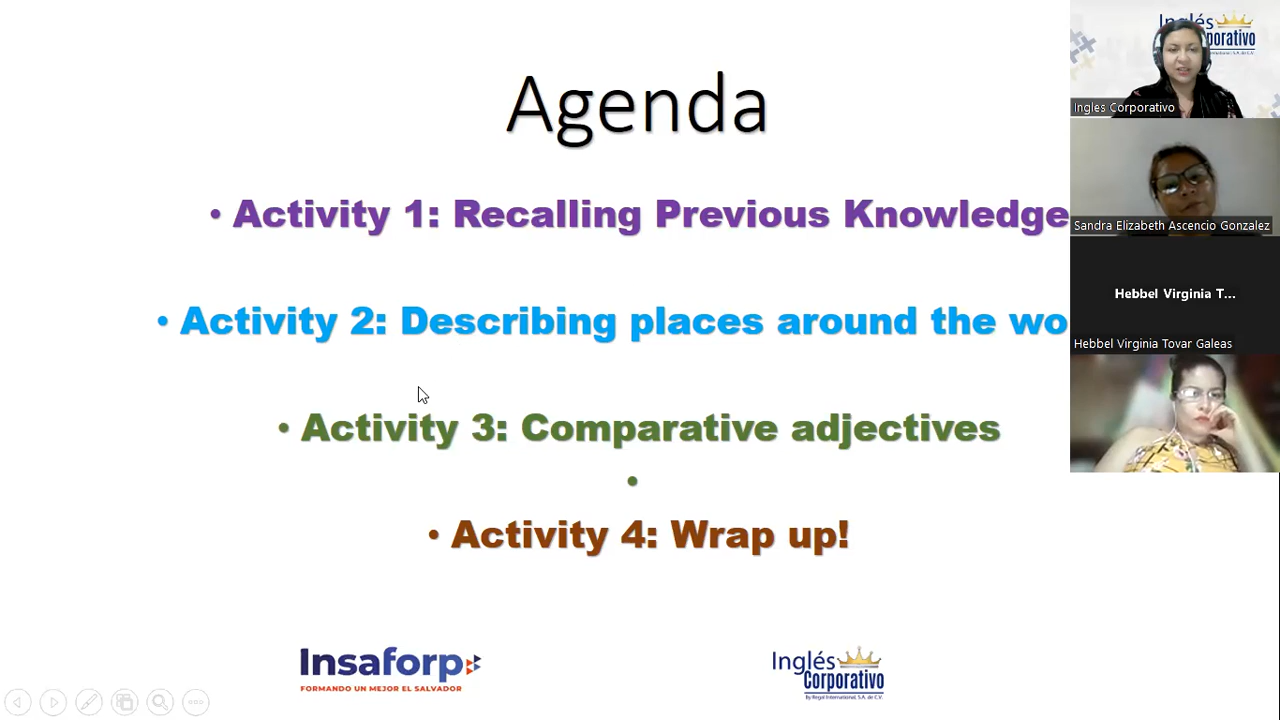 Agenda
• Activity 1: Recalling Previous Knowledge
• Activity 2: Describing places around the wo
• Activity 3: Comparative adjectives
•
• Activity 4: Wrap up!
Insaforp
FORMANDO UN MEJOR EL SALVADOR
Inglés
Corporativo
By Regal International, S.A. de C.V.
Inglés
Ingles Corporativo
Sandra Elizabeth Ascencio Gonzalez
Hebbel Virginia T...
Hebbel Virginia Tovar Galeas